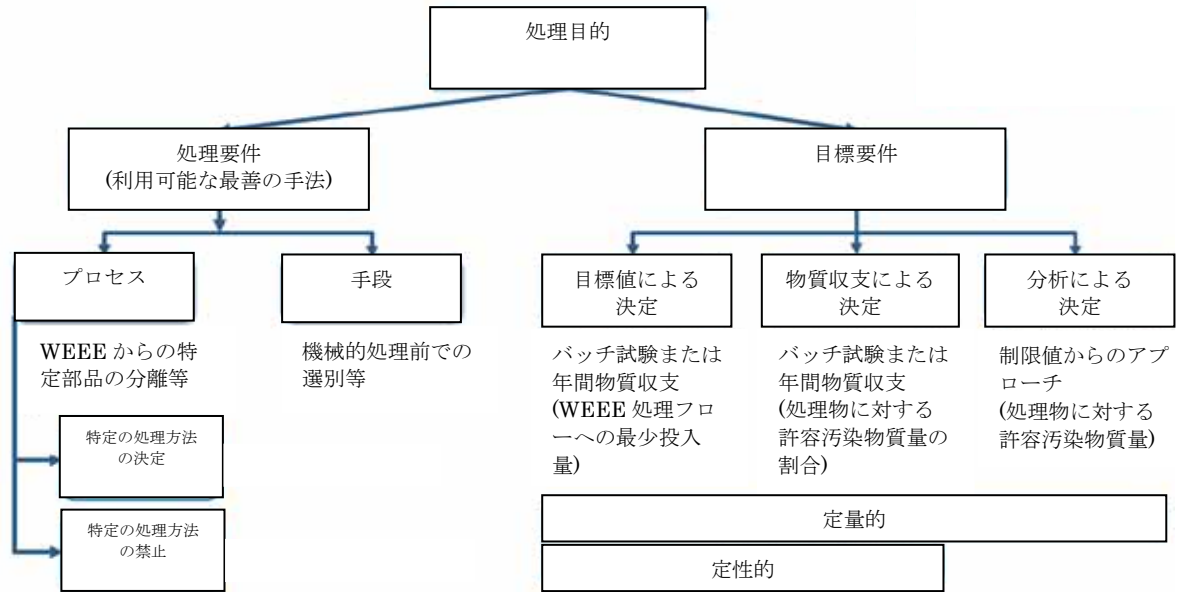 処理目的
処理要件
(利用可能な最善の手法)
目標要件
プロセス
手段
目標値による
決定
物質収支による
決定
分析による
決定
WEEE からの特
定部品の分離等
機械的処理前での
選別等
バッチ試験または
年間物質収支
(WEEE 処理フロ
ーへの最少投入
量)
バッチ試験または
年間物質収支
(処理物に対する
許容汚染物質量の
割合)
制限値からのアプ
ローチ
(処理物に対する
許容汚染物質量)
特定の処理方法
の決定
特定の処理方法
の禁止
定量的
定性的